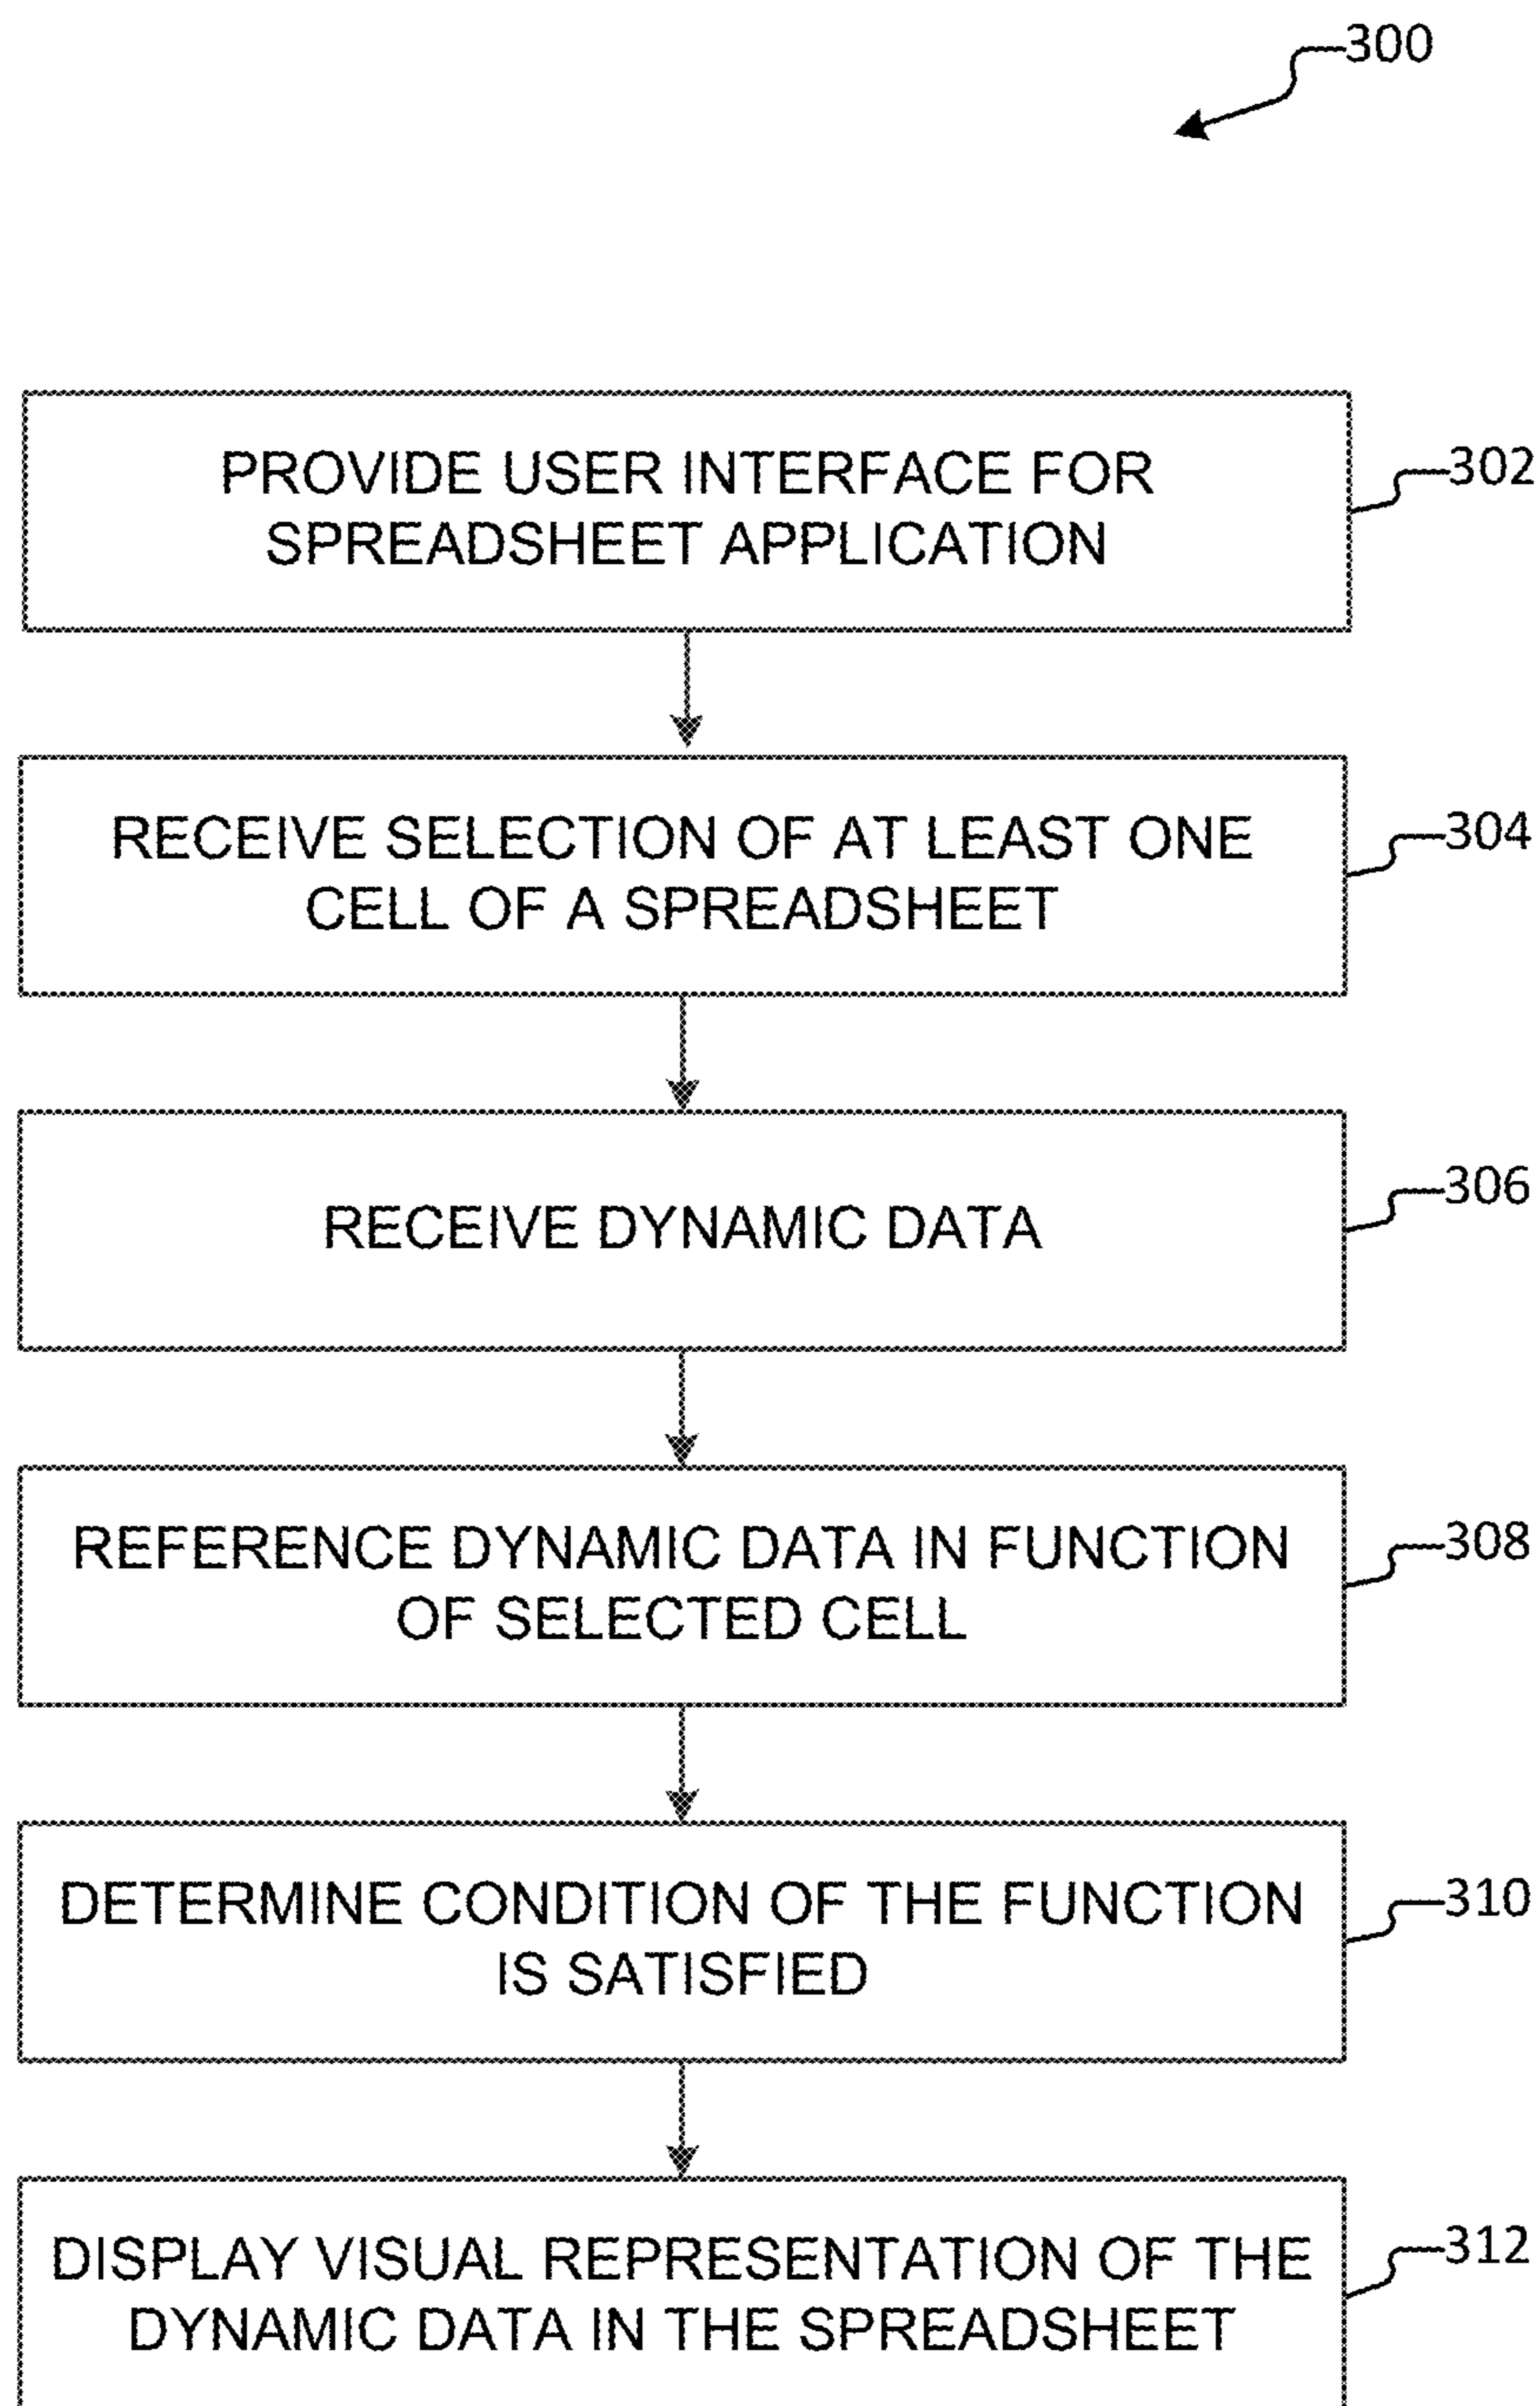 300
PROVIDE USER INTERFACE FOR
SPREADSHEET APPLICATION
302
RECEIVE SELECTION OF AT LEAST ONE
CELL OF A SPREADSHEET
304
RECEIVE DYNAMIC DATA
306
REFERENCE DYNAMIC DATA IN FUNCTION
OF SELECTED CELL
308
DETERMINE CONDITION OF THE FUNCTION
IS SATISFIED
310
DISPLAY VISUAL REPRESENTATION OF THE
DYNAMIC DATA IN THE SPREADSHEET
312